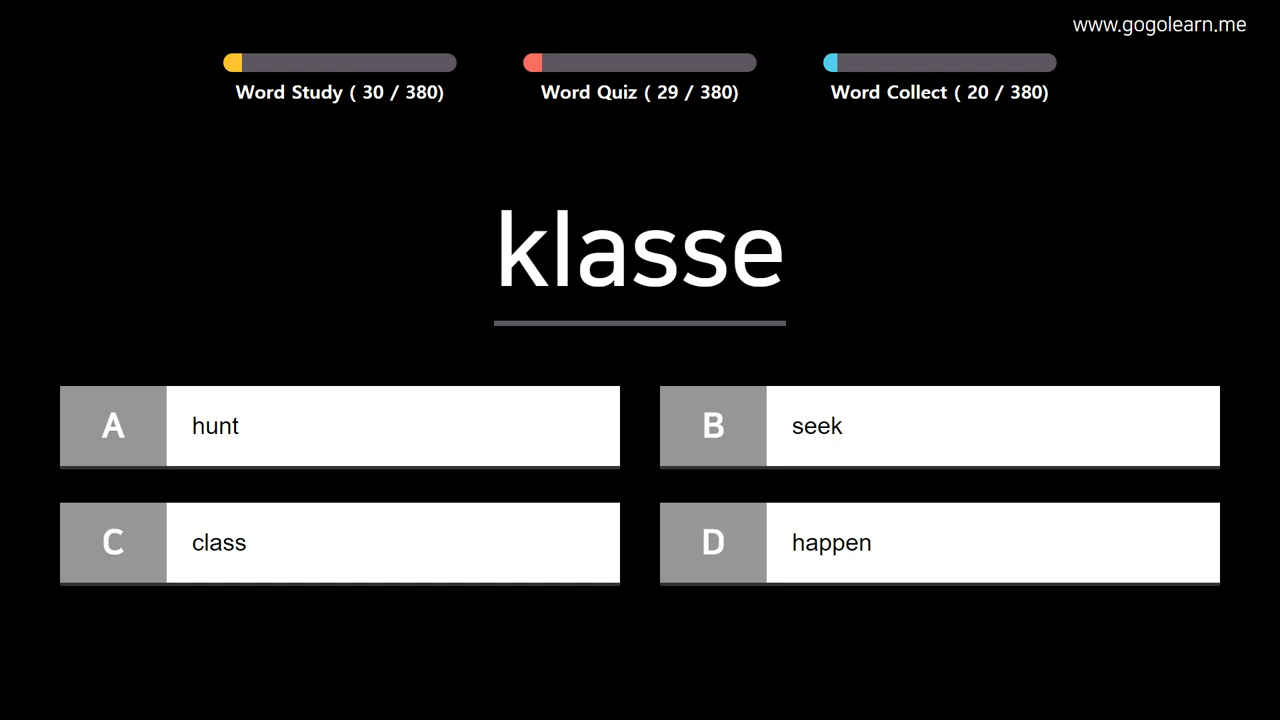 www.gogolearn.me
Word Study ( 30 / 380)
Word Quiz ( 29 / 380)
Word Collect ( 20 / 380)
klasse
A hunt
B seek
C class
D happen